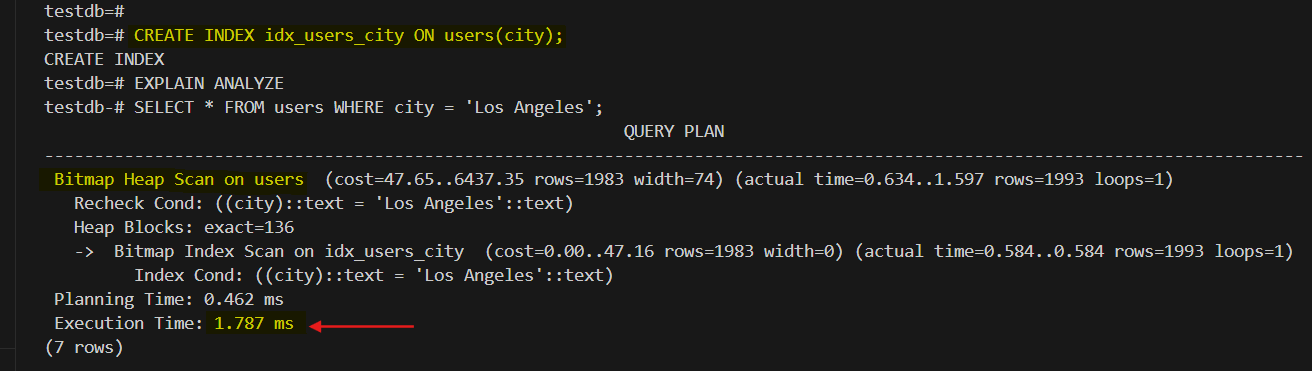 testdb=#
testdb=# CREATE INDEX idx_users_city ON users(city);
CREATE INDEX
testdb=# EXPLAIN ANALYZE
testdb-# SELECT * FROM users WHERE city = 'Los Angeles';
QUERY PLAN
------------------------------------------------------------------------------------------------------------------------------
Bitmap Heap Scan on users  (cost=47.65..6437.35 rows=1983 width=74) (actual time=0.634..1.597 rows=1993 loops=1)
Recheck Cond: ((city)::text = 'Los Angeles'::text)
Heap Blocks: exact=136
->  Bitmap Index Scan on idx_users_city  (cost=0.00..47.16 rows=1983 width=0) (actual time=0.584..0.584 rows=1993 loops=1)
Index Cond: ((city)::text = 'Los Angeles'::text)
Planning Time: 0.462 ms
Execution Time: 1.787 ms
(7 rows)